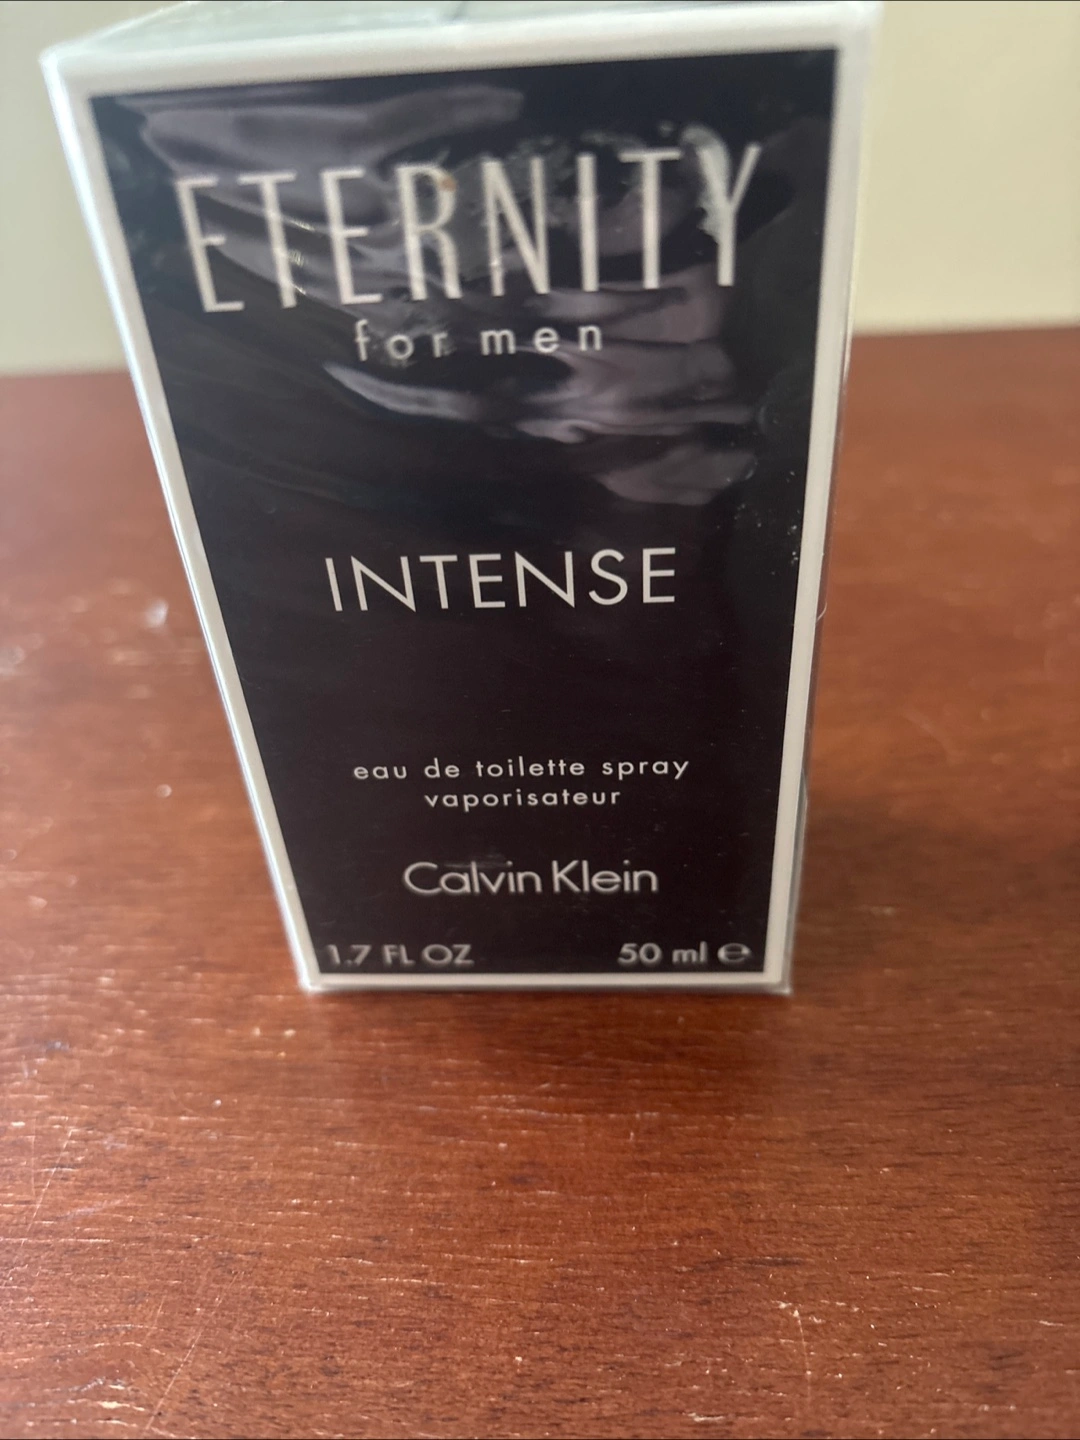 ETERNITY
for men
INTENSE
eau de toilette spray
vaporisateur
Calvin Klein
1.7 FL OZ 50 ml ℮